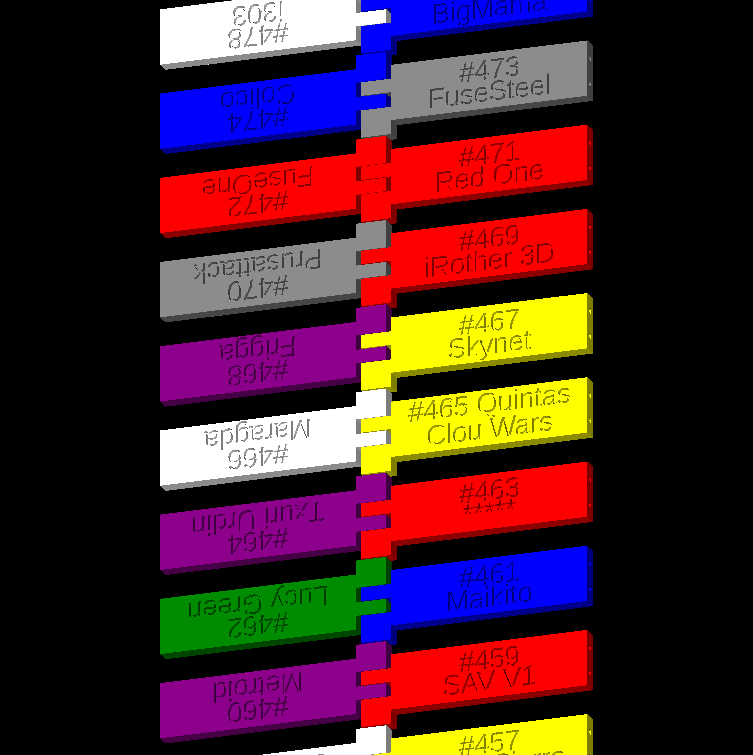 #478
i303
BigMama
#474
Colico
#473
FuseSteel
#472
FuseOne
#471
Red One
#470
Prusattack
#469
iRother 3D
#468
Frigga
#467
Skynet
#466
Maragda
#465 Quintas
Clou Wars
#464
Txuri Urdin
#463
*****
#462
Lucy Green
#461
Maikito
#460
Metroid
#459
SAV V1
#457